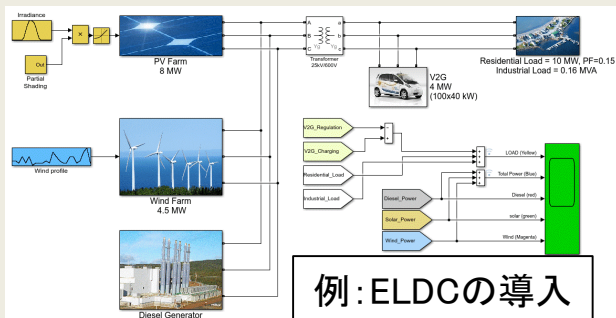 Irradiance
×
Out
Partial
Shading
PV Farm
8 MW
A
B
C
a
b
c
Transformer
25kV/600V
V2G
4 MW
(100x40 kW)
Residential Load = 10 MW, PF=0.15
Industrial Load = 0.16 MVA
Wind profile
Wind Farm
4.5 MW
Diesel Generator
V2G_Regulation
V2G_Charging
Residential_Load
Industrial_Load
Diesel_Power
Solar_Power
Wind_Power
LOAD (Yellow)
Total Power (Blue)
Diesel (red)
solar (green)
Wind (Magenta)
例:ELDCの導入